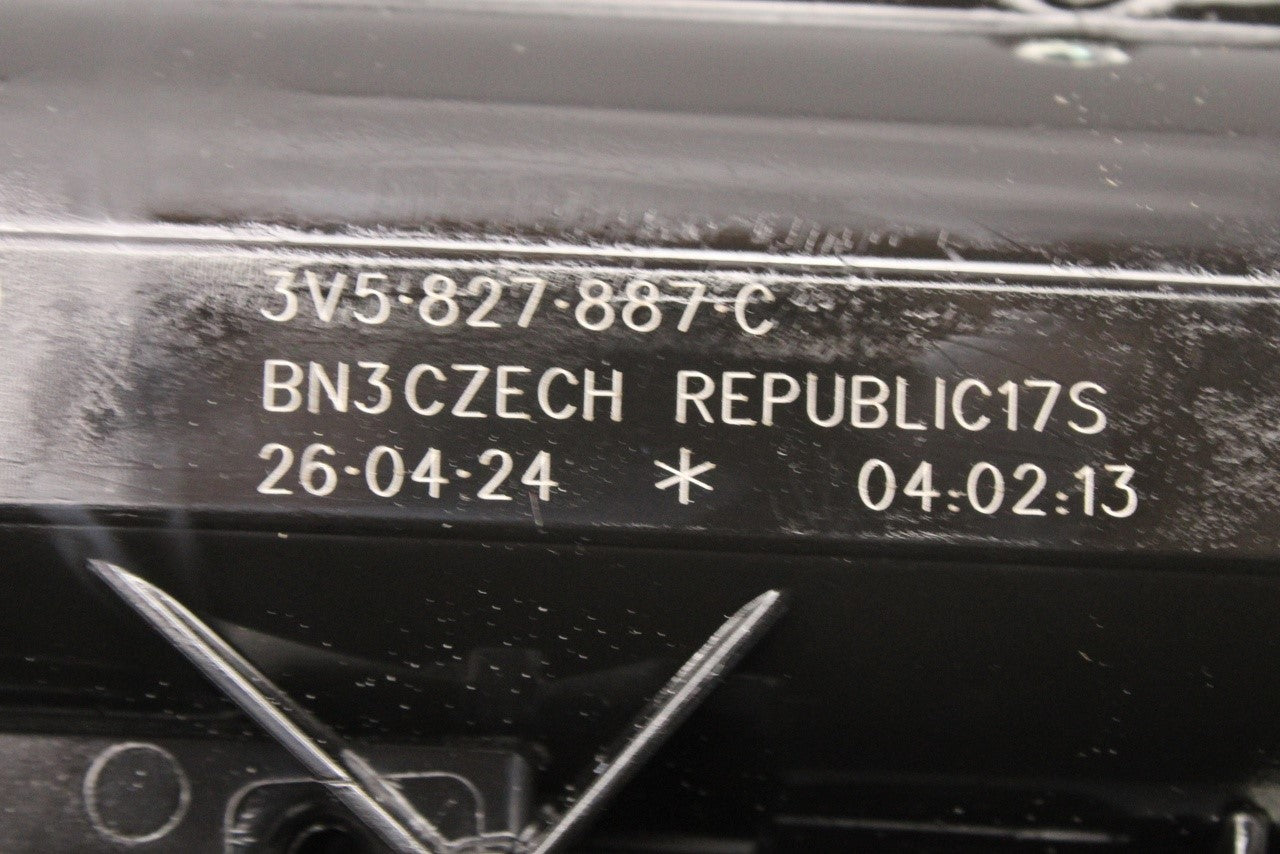 3V5·827·887·C
BN3CZECH REPUBLIC17S
26·04·24 * 04:02:13